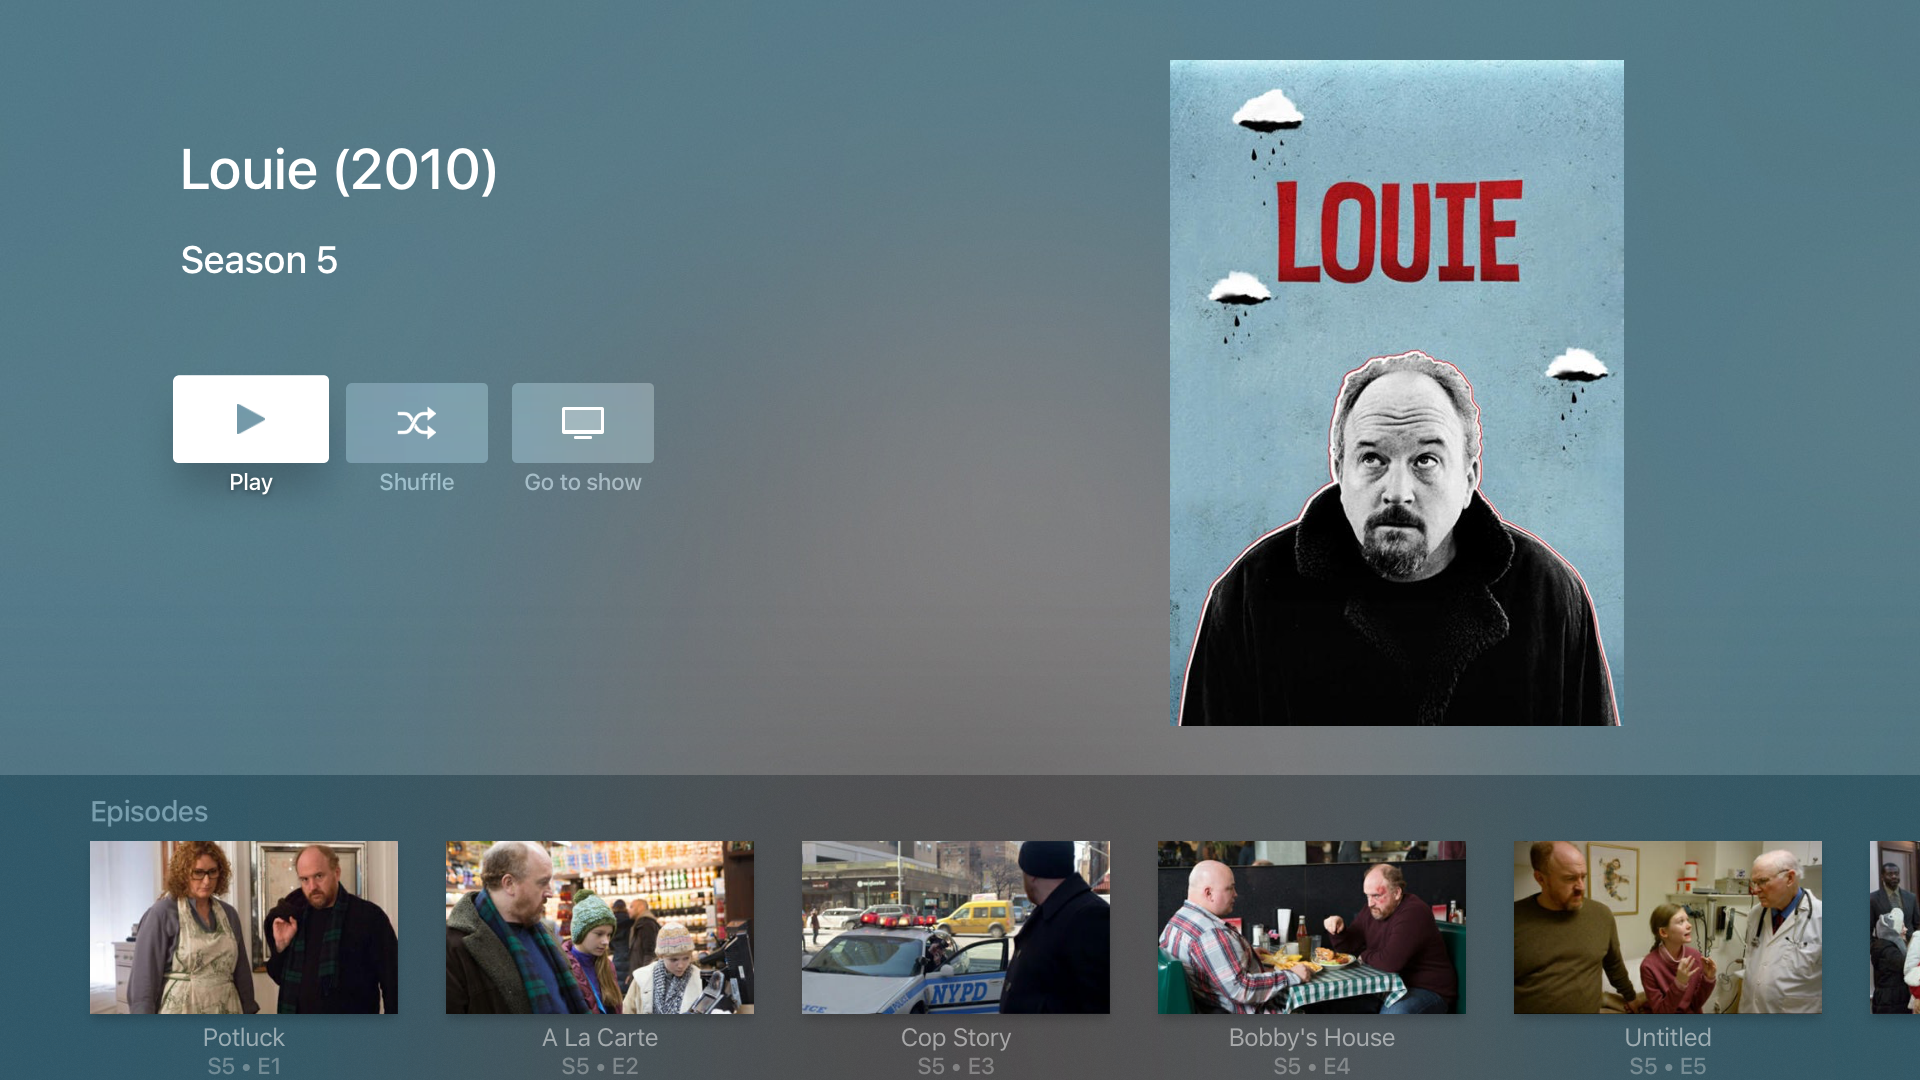 Louie (2010)
Season 5
Play
Shuffle
Go to show
LOUIE
Episodes
NYPD
Potluck
S5 • E1
A La Carte
S5 • E2
Cop Story
S5 • E3
Bobby's House
S5 • E4
Untitled
S5 • E5